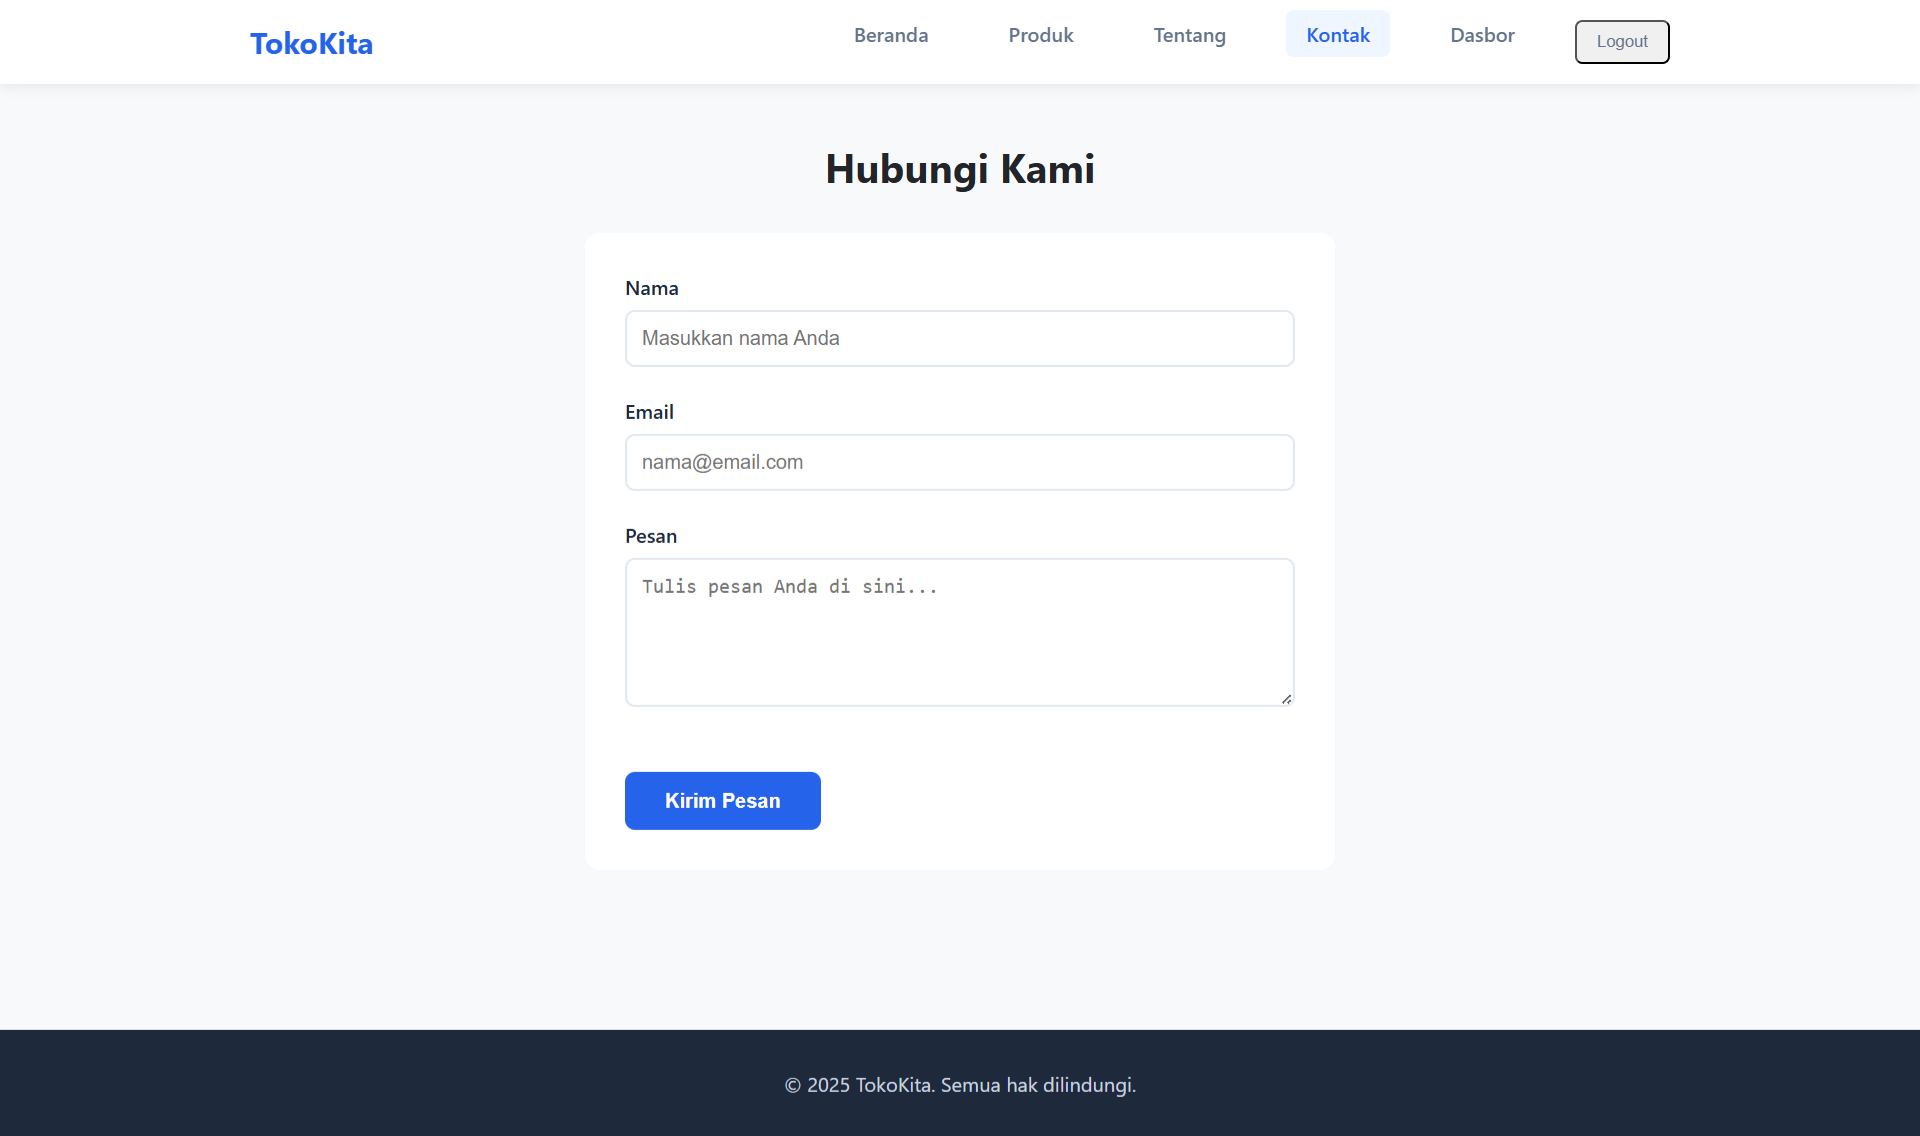 TokoKita
Beranda
Produk
Tentang
Kontak
Dasbor
Logout
Hubungi Kami
Nama
Masukkan nama Anda
Email
nama@email.com
Pesan
Tulis pesan Anda di sini...
Kirim Pesan
© 2025 TokoKita. Semua hak dilindungi.